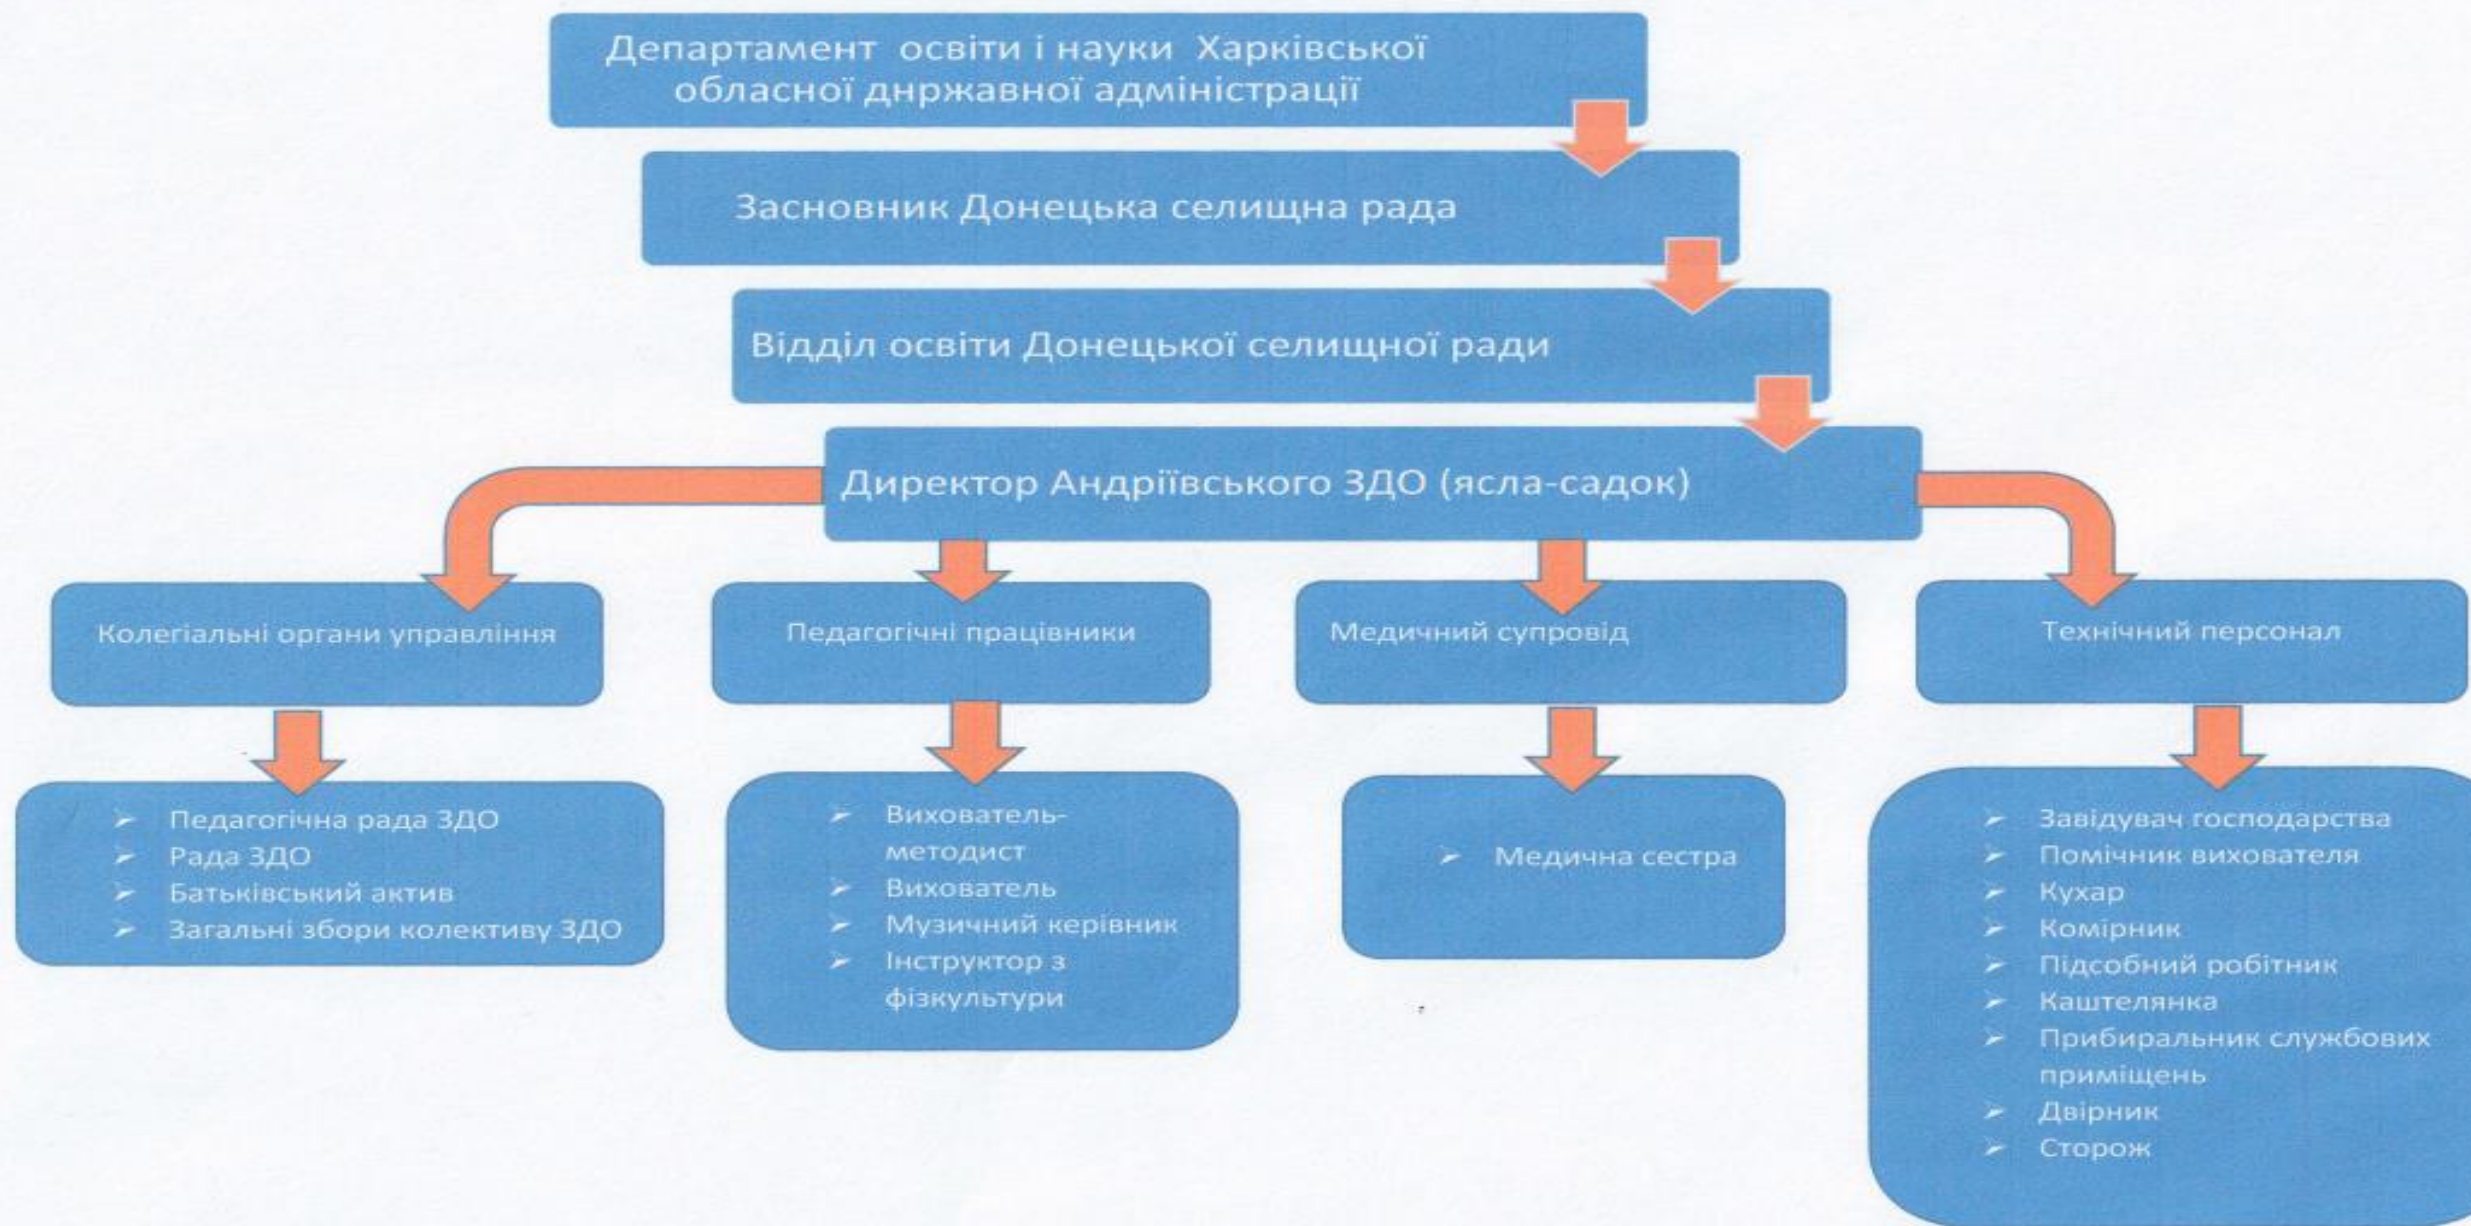 Департамент освіти і науки Харківської
обласної днржавної адміністрації
Засновник Донецька селищна рада
Відділ освіти Донецької селищної ради
Директор Андріївського ЗДО (ясла-садок)
Колегіальні органи управління
Педагогічні працівники
Медичний супровід
Технічний персонал
➢ Педагогічна рада ЗДО
➢ Рада ЗДО
➢ Батьківський актив
➢ Загальні збори колективу ЗДО
➢ Вихователь-
методист
➢ Вихователь
➢ Музичний керівник
➢ Інструктор з
фізкультури
➢ Медична сестра
➢ Завідувач господарства
➢ Помічник вихователя
➢ Кухар
➢ Комірник
➢ Підсобний робітник
➢ Каштелянка
➢ Прибиральник службових
приміщень
➢ Двірник
➢ Сторож